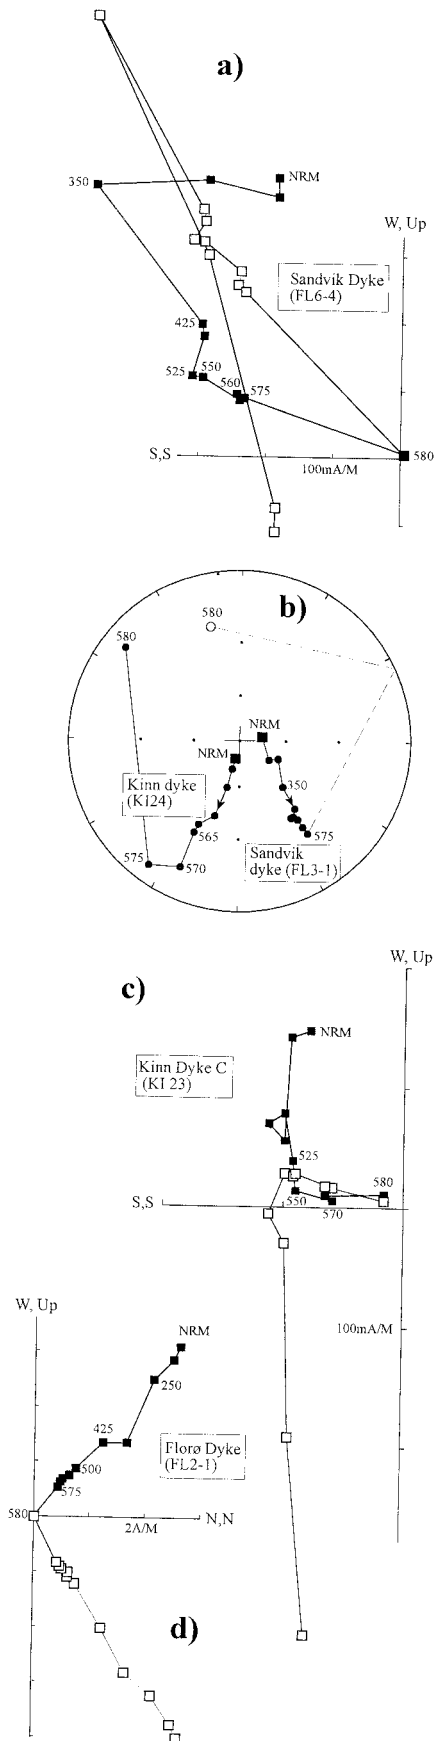 a)
350
NRM
W, Up
Sandvik Dyke
(FL6-4)
425
525
550
560
575
S,S
100mA/M
580
b)
580
580
NRM
NRM
Kinn dyke
(KI24)
350
565
575
570
575
Sandvik
dyke (FL3-1)
c)
W, Up
NRM
Kinn Dyke C
(KI 23)
525
580
S,S
550
570
W, Up
100mA/M
NRM
250
425
Florø Dyke
(FL2-1)
500
575
580
N,N
2A/M
d)